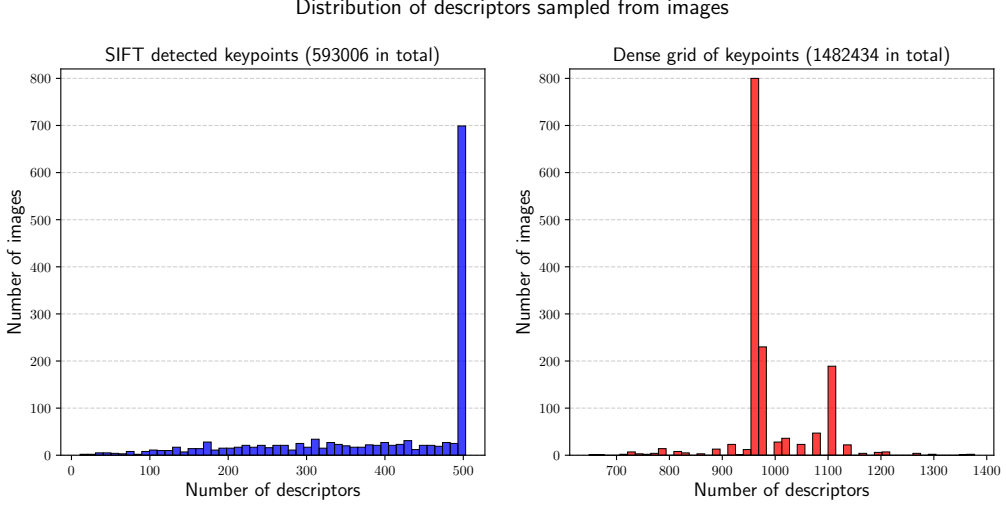 Distribution of descriptors sampled from images
SIFT detected keypoints (593006 in total)
Number of images
800
700
600
500
400
300
200
100
0
0 100 200 300 400 500
Number of descriptors
Dense grid of keypoints (1482434 in total)
Number of images
800
700
600
500
400
300
200
100
0
700 800 900 1000 1100 1200 1300 1400
Number of descriptors